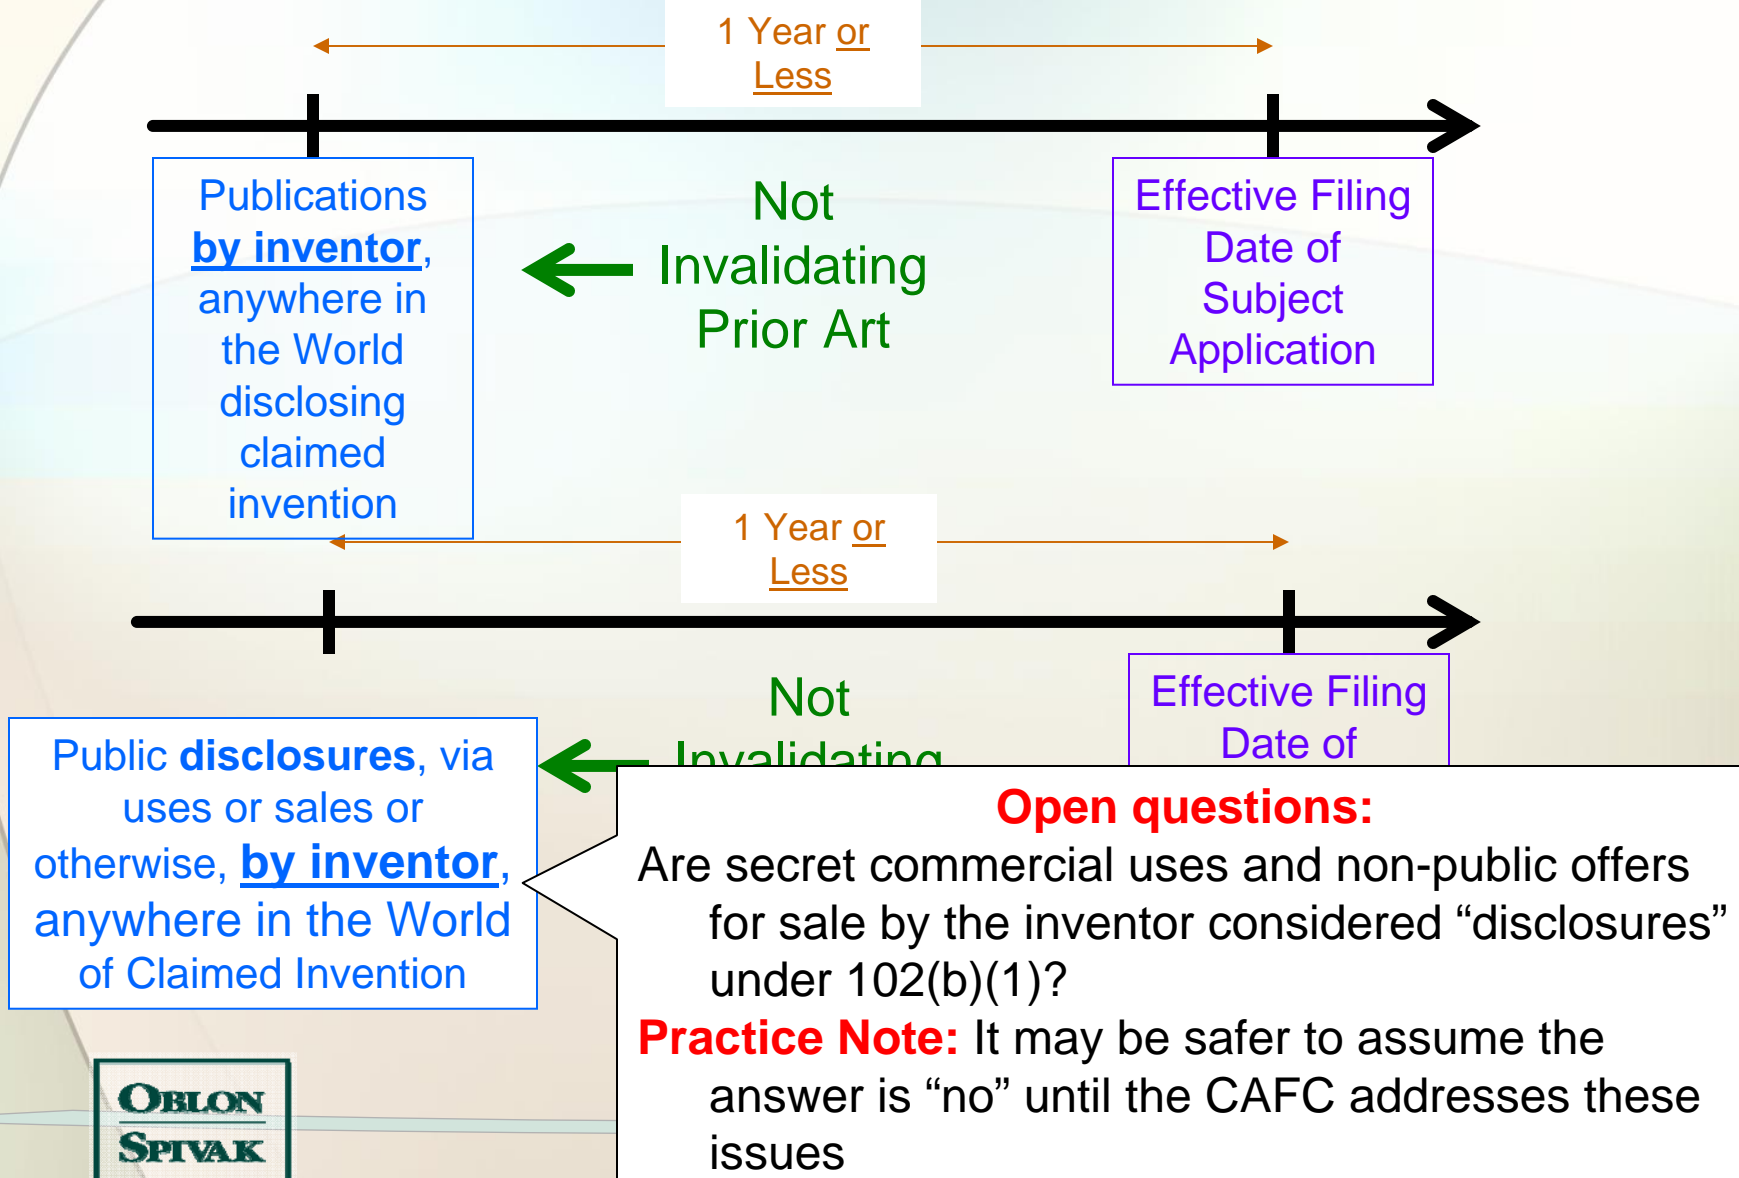 1 Year or
Less
Publications
by inventor,
anywhere in
the World
disclosing
claimed
invention
Not
Invalidating
Prior Art
Effective Filing
Date of
Subject
Application
1 Year or
Less
Public disclosures, via
uses or sales or
otherwise, by inventor,
anywhere in the World
of Claimed Invention
Not
Invalidating
Effective Filing
Date of
Open questions:
Are secret commercial uses and non-public offers
for sale by the inventor considered “disclosures”
under 102(b)(1)?
Practice Note: It may be safer to assume the
answer is “no” until the CAFC addresses these
issues
OBLON
SPIVAK